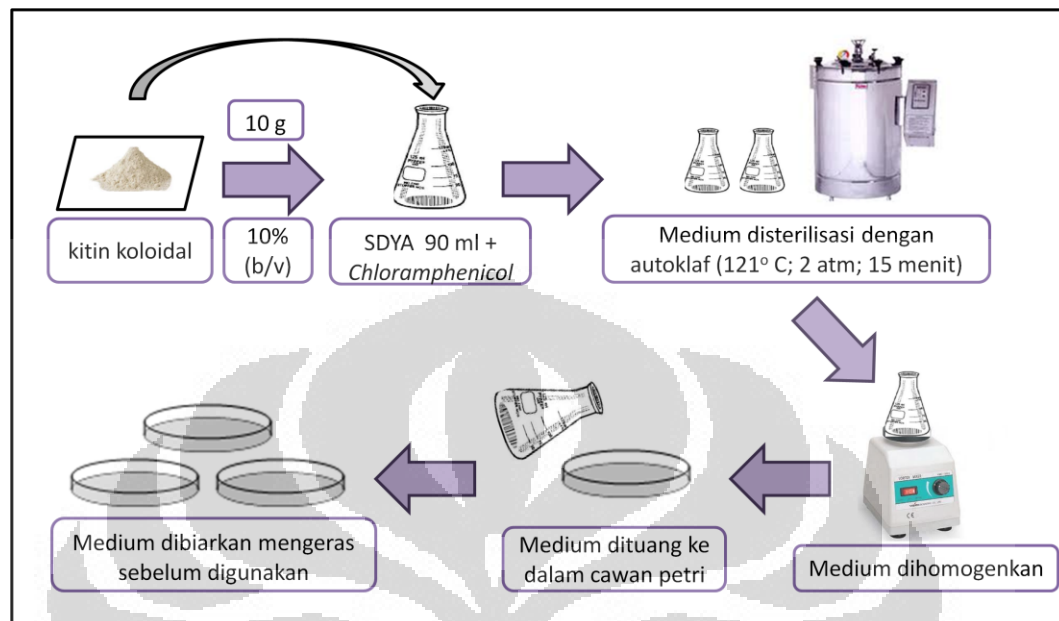 10 g
kitin koloidal
10%
(b/v)
SDYA 90 ml +
Chloramphenicol
Medium disterilisasi dengan
autoklaf (121° C; 2 atm; 15 menit)
Medium dihomogenkan
Medium dituang ke
dalam cawan petri
Medium dibiarkan mengeras
sebelum digunakan